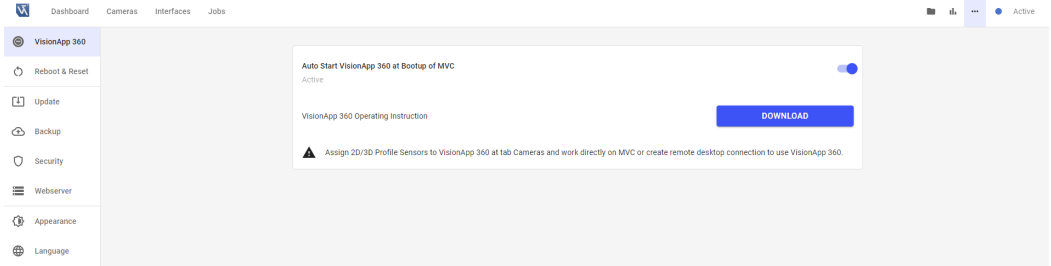 Dashboard Cameras Interfaces Jobs Active
VisionApp 360
Reboot & Reset
Update
Backup
Security
Webserver
Appearance
Language
Auto Start VisionApp 360 at Bootup of MVC
Active
VisionApp 360 Operating Instruction DOWNLOAD
Assign 2D/3D Profile Sensors to VisionApp 360 at tab Cameras and work directly on MVC or create remote desktop connection to use VisionApp 360.